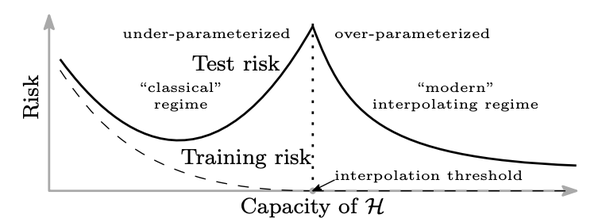 under-parameterized
over-parameterized
Test risk
"classical"
regime
"modern"
interpolating regime
Risk
Training risk
interpolation threshold
Capacity of ℋ